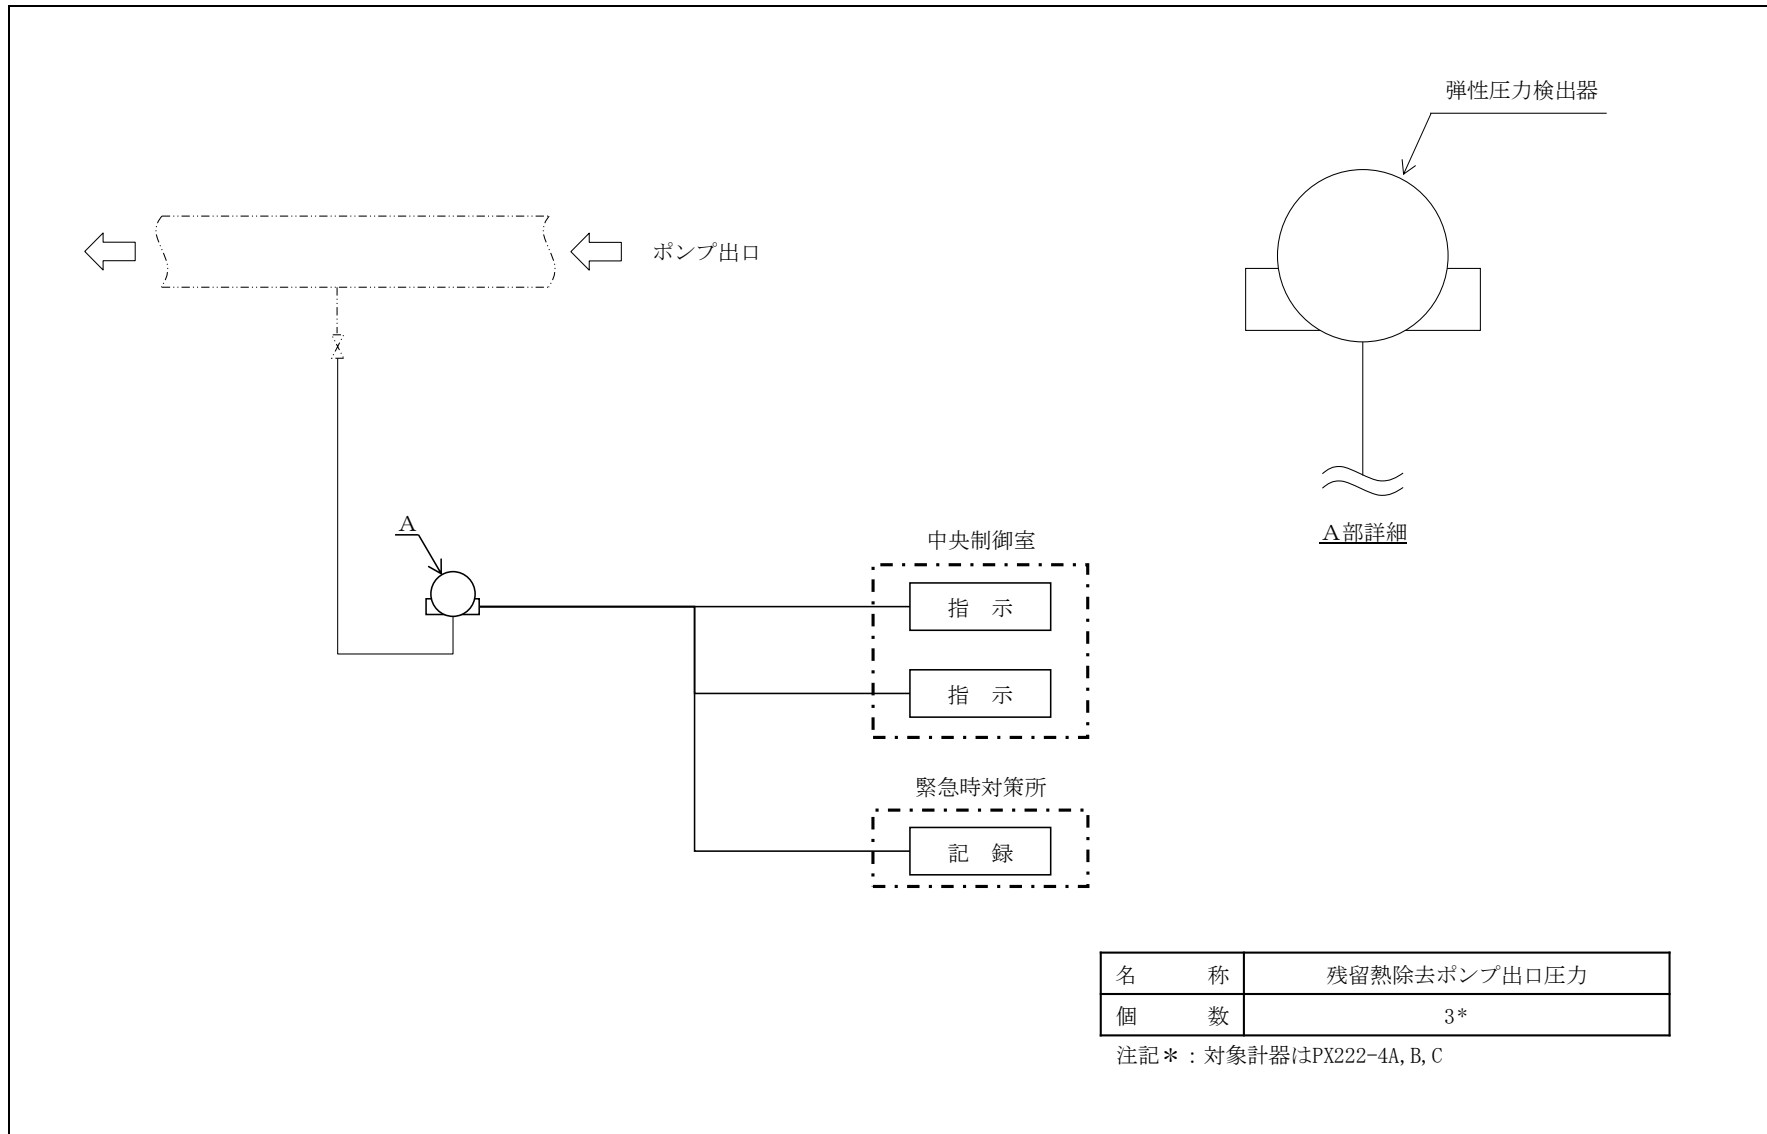 弾性圧力検出器
ポンプ出口
A
A部詳細
中央制御室
指 示
指 示
緊急時対策所
記 録
名 称 残留熱除去ポンプ出口圧力
個 数 3*
注記*:対象計器はPX222-4A,B,C